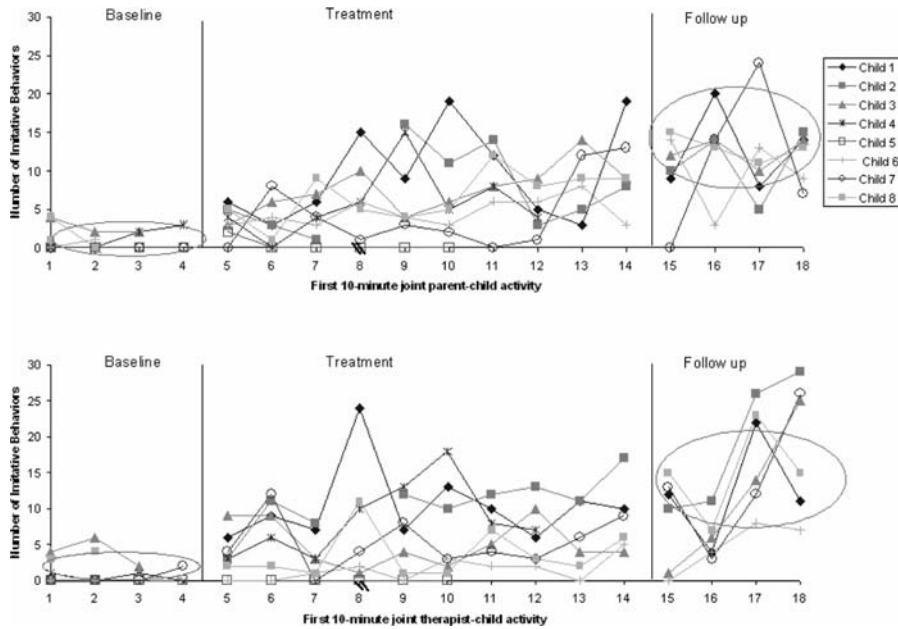 Baseline
Treatment
Follow up
30
25
20
15
10
5
0
Number of Imitative Behaviors
1 2 3 4 5 6 7 8 9 10 11 12 13 14 15 16 17 18
First 10-minute joint parent-child activity
Child 1
Child 2
Child 3
Child 4
Child 5
Child 6
Child 7
Child 8
Baseline
Treatment
Follow up
30
25
20
15
10
5
0
Number of Imitative Behaviors
1 2 3 4 5 6 7 8 9 10 11 12 13 14 15 16 17 18
First 10-minute joint therapist-child activity